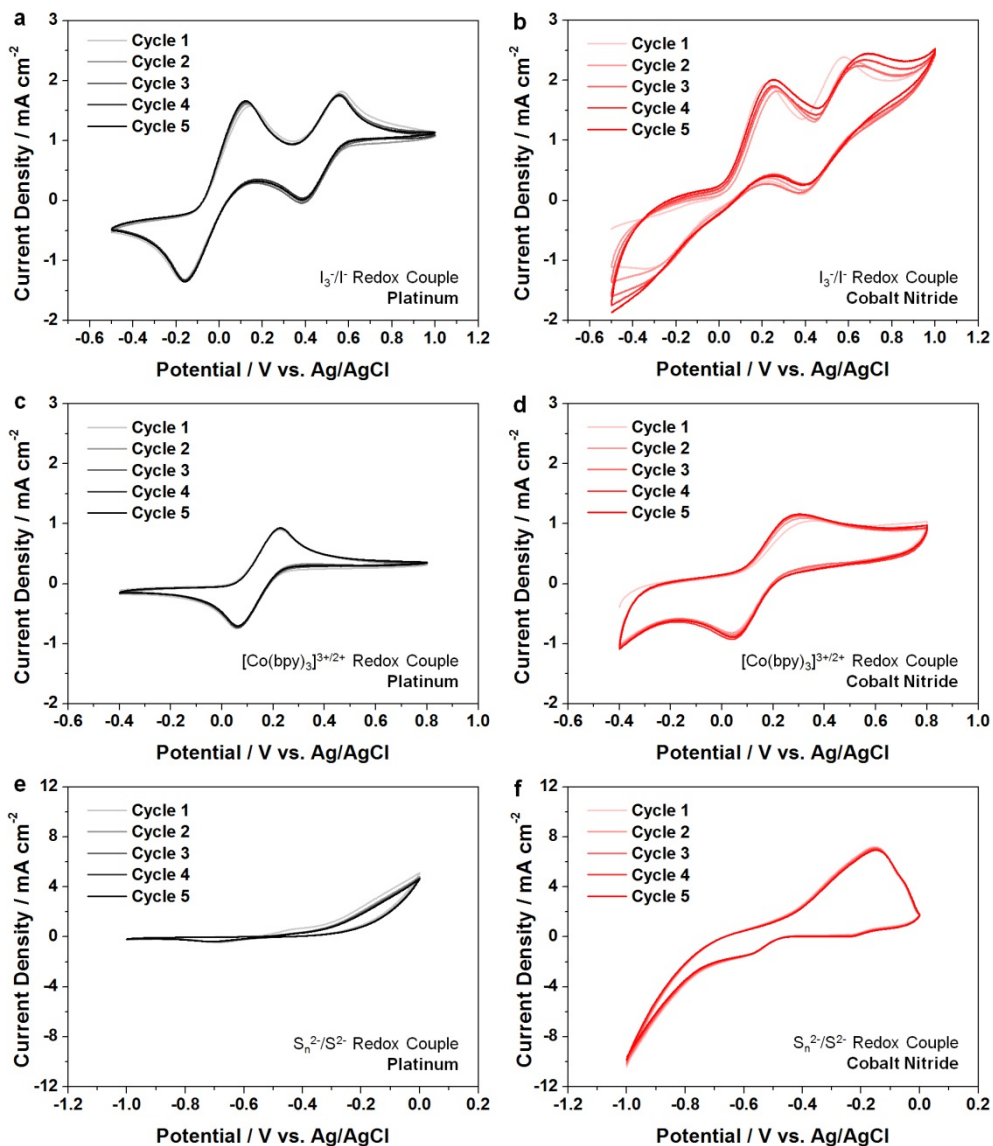 a
Cycle 1
Cycle 2
Cycle 3
Cycle 4
Cycle 5
I₃⁻/I⁻ Redox Couple
Platinum
Current Density / mA cm⁻²
3
2
1
0
-1
-2
-0.6 -0.4 -0.2 0.0 0.2 0.4 0.6 0.8 1.0 1.2
Potential / V vs. Ag/AgCl
b
Cycle 1
Cycle 2
Cycle 3
Cycle 4
Cycle 5
I₃⁻/I⁻ Redox Couple
Cobalt Nitride
Current Density / mA cm⁻²
3
2
1
0
-1
-2
-0.6 -0.4 -0.2 0.0 0.2 0.4 0.6 0.8 1.0 1.2
Potential / V vs. Ag/AgCl
c
Cycle 1
Cycle 2
Cycle 3
Cycle 4
Cycle 5
[Co(bpy)₃]³⁺/²⁺ Redox Couple
Platinum
Current Density / mA cm⁻²
3
2
1
0
-1
-2
-0.6 -0.4 -0.2 0.0 0.2 0.4 0.6 0.8 1.0
Potential / V vs. Ag/AgCl
d
Cycle 1
Cycle 2
Cycle 3
Cycle 4
Cycle 5
[Co(bpy)₃]³⁺/²⁺ Redox Couple
Cobalt Nitride
Current Density / mA cm⁻²
3
2
1
0
-1
-2
-0.6 -0.4 -0.2 0.0 0.2 0.4 0.6 0.8 1.0
Potential / V vs. Ag/AgCl
e
Cycle 1
Cycle 2
Cycle 3
Cycle 4
Cycle 5
Sₙ²⁻/S²⁻ Redox Couple
Platinum
Current Density / mA cm⁻²
12
8
4
0
-4
-8
-12
-1.2 -1.0 -0.8 -0.6 -0.4 -0.2 0.0 0.2
Potential / V vs. Ag/AgCl
f
Cycle 1
Cycle 2
Cycle 3
Cycle 4
Cycle 5
Sₙ²⁻/S²⁻ Redox Couple
Cobalt Nitride
Current Density / mA cm⁻²
12
8
4
0
-4
-8
-12
-1.2 -1.0 -0.8 -0.6 -0.4 -0.2 0.0 0.2
Potential / V vs. Ag/AgCl